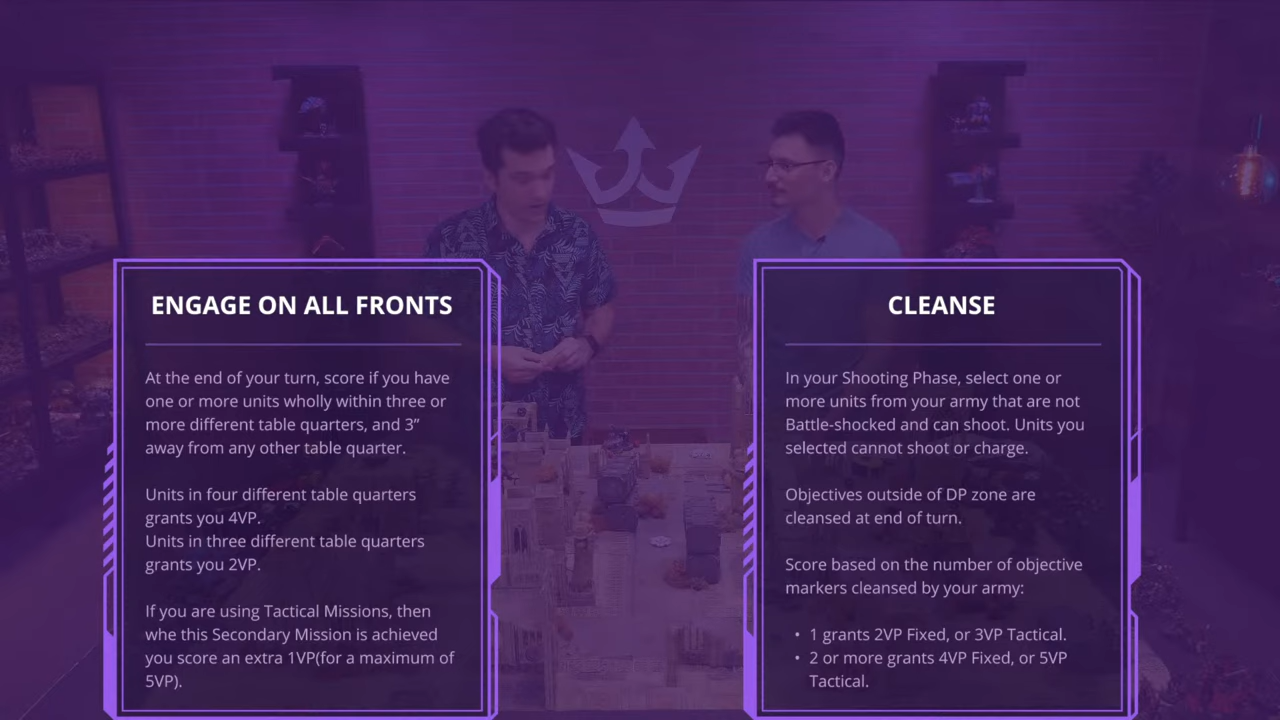 ENGAGE ON ALL FRONTS
At the end of your turn, score if you have
one or more units wholly within three or
more different table quarters, and 3”
away from any other table quarter.
Units in four different table quarters
grants you 4VP.
Units in three different table quarters
grants you 2VP.
If you are using Tactical Missions, then
whe this Secondary Mission is achieved
you score an extra 1VP(for a maximum of
5VP).
CLEANSE
In your Shooting Phase, select one or
more units from your army that are not
Battle-shocked and can shoot. Units you
selected cannot shoot or charge.
Objectives outside of DP zone are
cleansed at end of turn.
Score based on the number of objective
markers cleansed by your army:
• 1 grants 2VP Fixed, or 3VP Tactical.
• 2 or more grants 4VP Fixed, or 5VP
Tactical.